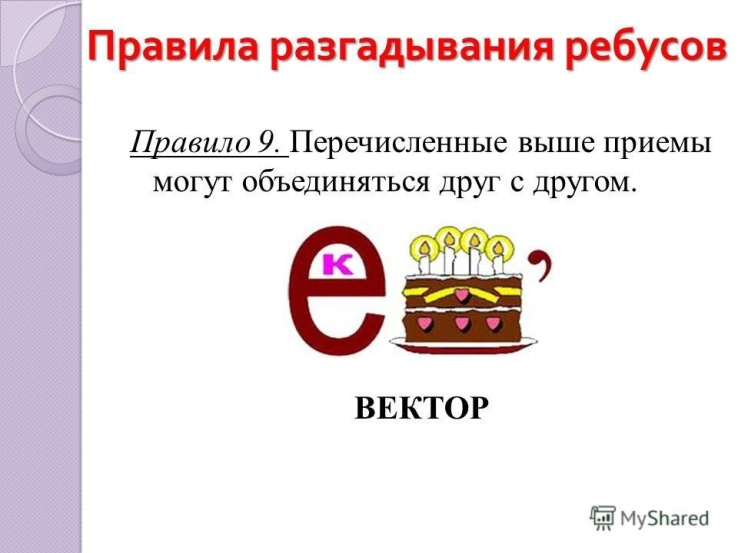 Правила разгадывания ребусов
Правило 9. Перечисленные выше приемы
могут объединяться друг с другом.
е к ,
ВЕКТОР
MyShared